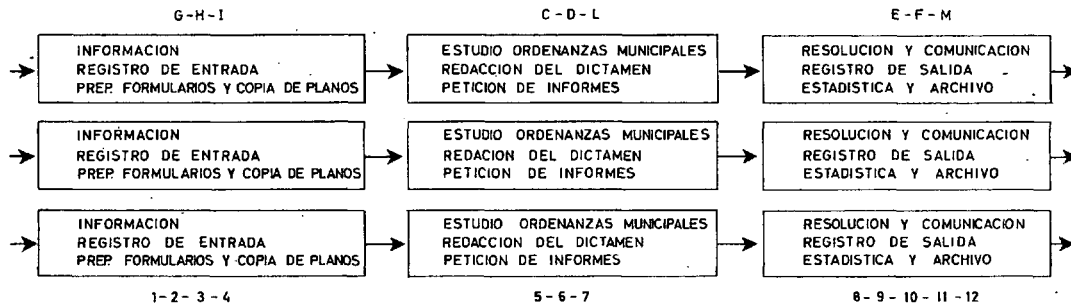 G-H-I
C-D-L
E-F-M
INFORMACION
REGISTRO DE ENTRADA
PREP. FORMULARIOS Y COPIA DE PLANOS
ESTUDIO ORDENANZAS MUNICIPALES
REDACCION DEL DICTAMEN
PETICION DE INFORMES
RESOLUCION Y COMUNICACION
REGISTRO DE SALIDA
ESTADISTICA Y ARCHIVO
INFORMACION
REGISTRO DE ENTRADA
PREP. FORMULARIOS Y COPIA DE PLANOS
ESTUDIO ORDENANZAS MUNICIPALES
REDACION DEL DICTAMEN
PETICION DE INFORMES
RESOLUCION Y COMUNICACION
REGISTRO DE SALIDA
ESTADISTICA Y ARCHIVO
INFORMACION
REGISTRO DE ENTRADA
PREP. FORMULARIOS Y COPIA DE PLANOS
ESTUDIO ORDENANZAS MUNICIPALES
REDACCION DEL DICTAMEN
PETICION DE INFORMES
RESOLUCION Y COMUNICACION
REGISTRO DE SALIDA
ESTADISTICA Y ARCHIVO
1-2-3-4
5-6-7
8-9-10-11-12